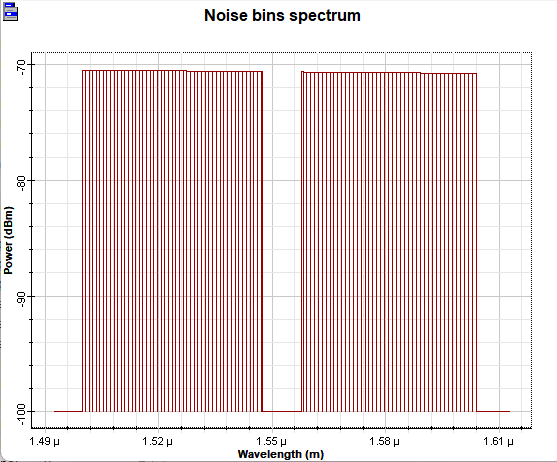 Noise bins spectrum
Power (dBm)
-70
-80
-90
-100
1.49 µ 1.52 µ 1.55 µ 1.58 µ 1.61 µ
Wavelength (m)